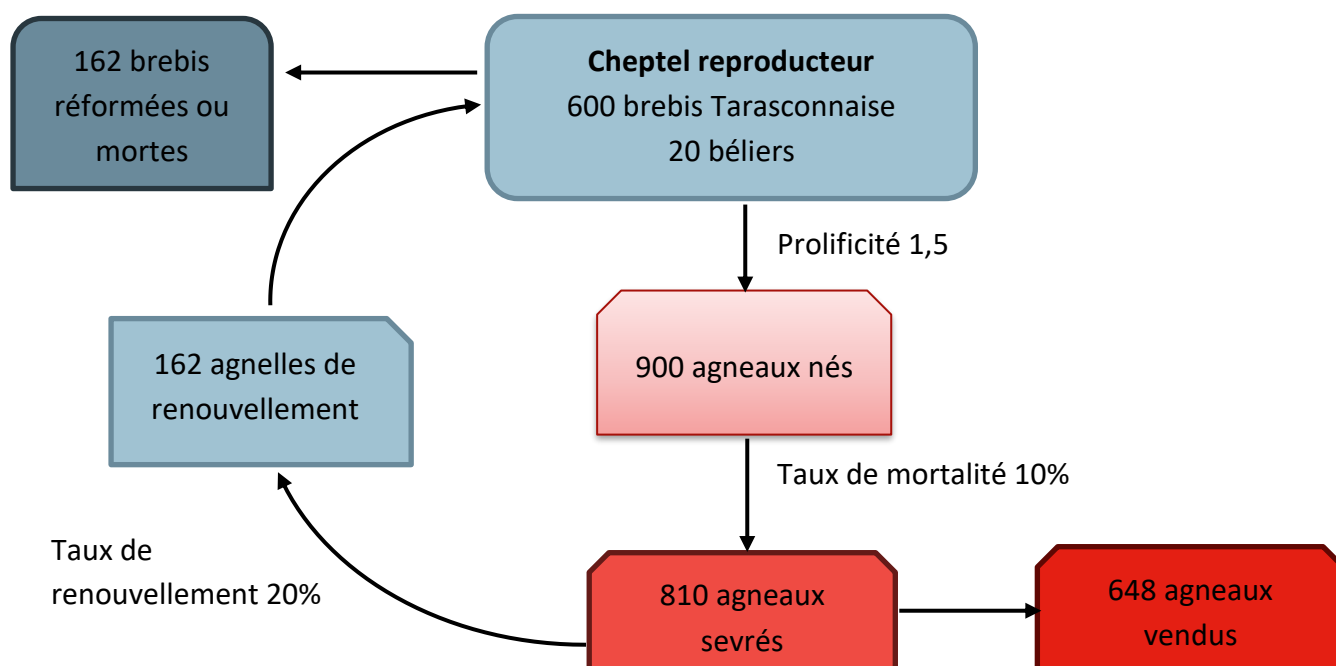 162 brebis
réformées ou
mortes
Cheptel reproducteur
600 brebis Tarasconnaise
20 béliers
Prolificité 1,5
900 agneaux nés
162 agnelles de
renouvellement
Taux de mortalité 10%
Taux de
renouvellement 20%
810 agneaux
sevrés
648 agneaux
vendus